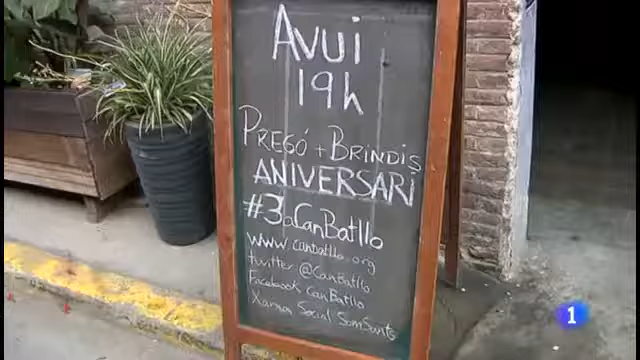 AVUI
19h
PREGÓ + BRINDIS
ANIVERSARI
#3aCanBatllo
www.canbatllo.org
twitter @CanBatllo
Facebook CanBatllo
Xarxa Social SomSants
1